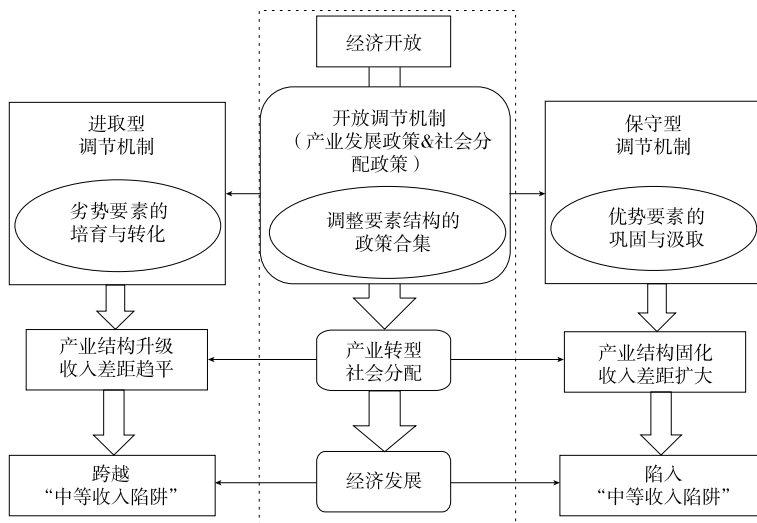 经济开放
进取型
调节机制
劣势要素的
培育与转化
开放调节机制
（产业发展政策&社会分
配政策）
调整要素结构的
政策合集
保守型
调节机制
优势要素的
巩固与汲取
产业结构升级
收入差距趋平
产业转型
社会分配
产业结构固化
收入差距扩大
跨越
“中等收入陷阱”
经济发展
陷入
“中等收入陷阱”